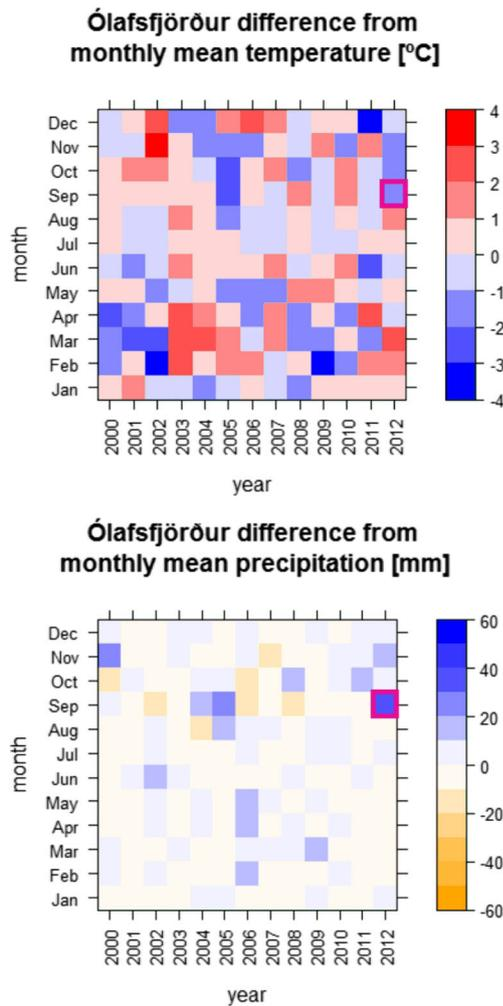 Ólafsfjörður difference from
monthly mean temperature [ºC]
month
Dec
Nov
Oct
Sep
Aug
Jul
Jun
May
Apr
Mar
Feb
Jan
4
3
2
1
0
-1
-2
-3
-4
2000
2001
2002
2003
2004
2005
2006
2007
2008
2009
2010
2011
2012
year
Ólafsfjörður difference from
monthly mean precipitation [mm]
month
Dec
Nov
Oct
Sep
Aug
Jul
Jun
May
Apr
Mar
Feb
Jan
60
40
20
0
-20
-40
-60
2000
2001
2002
2003
2004
2005
2006
2007
2008
2009
2010
2011
2012
year